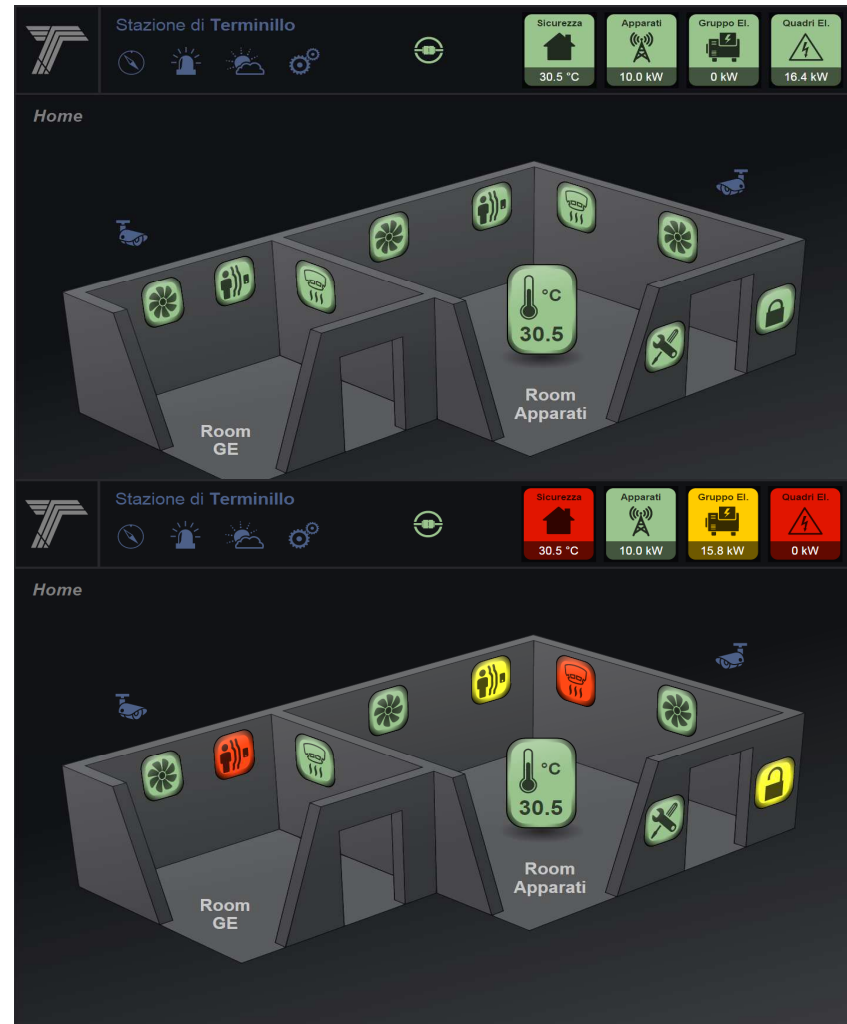 Stazione di Terminillo
Sicurezza
30.5 °C
Apparati
10.0 kW
Gruppo El.
0 kW
Quadri El.
16.4 kW
Home
°C
30.5
Room
Apparati
Room
GE
Stazione di Terminillo
Sicurezza
30.5 °C
Apparati
10.0 kW
Gruppo El.
15.8 kW
Quadri El.
0 kW
Home
°C
30.5
Room
Apparati
Room
GE